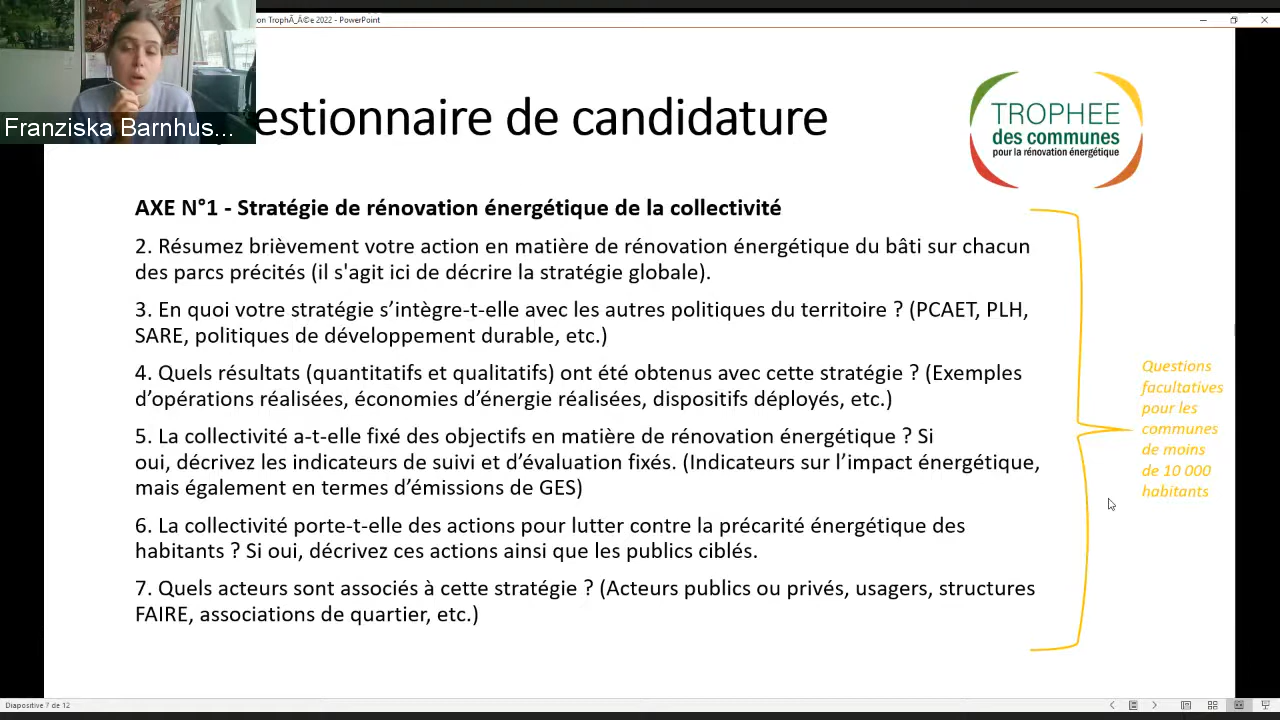 on TrophÃ_Â©e 2022 - PowerPoint
Franziska Barnhus...
estionnaire de candidature
TROPHEE
des communes
pour la rénovation énergétique
AXE N°1 - Stratégie de rénovation énergétique de la collectivité
2. Résumez brièvement votre action en matière de rénovation énergétique du bâti sur chacun
des parcs précités (il s'agit ici de décrire la stratégie globale).
3. En quoi votre stratégie s’intègre-t-elle avec les autres politiques du territoire ? (PCAET, PLH,
SARE, politiques de développement durable, etc.)
4. Quels résultats (quantitatifs et qualitatifs) ont été obtenus avec cette stratégie ? (Exemples
d’opérations réalisées, économies d’énergie réalisées, dispositifs déployés, etc.)
5. La collectivité a-t-elle fixé des objectifs en matière de rénovation énergétique ? Si
oui, décrivez les indicateurs de suivi et d’évaluation fixés. (Indicateurs sur l’impact énergétique,
mais également en termes d’émissions de GES)
6. La collectivité porte-t-elle des actions pour lutter contre la précarité énergétique des
habitants ? Si oui, décrivez ces actions ainsi que les publics ciblés.
7. Quels acteurs sont associés à cette stratégie ? (Acteurs publics ou privés, usagers, structures
FAIRE, associations de quartier, etc.)
Questions
facultatives
pour les
communes
de moins
de 10 000
habitants
Diapositive 7 de 12